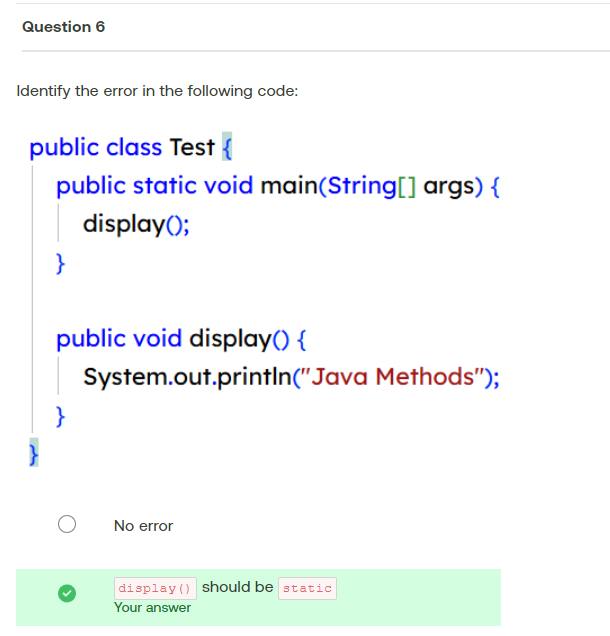 Question 6
Identify the error in the following code:
public class Test {
public static void main(String[] args) {
display();
}
public void display() {
System.out.println("Java Methods");
}
}
No error
display() should be static
Your answer